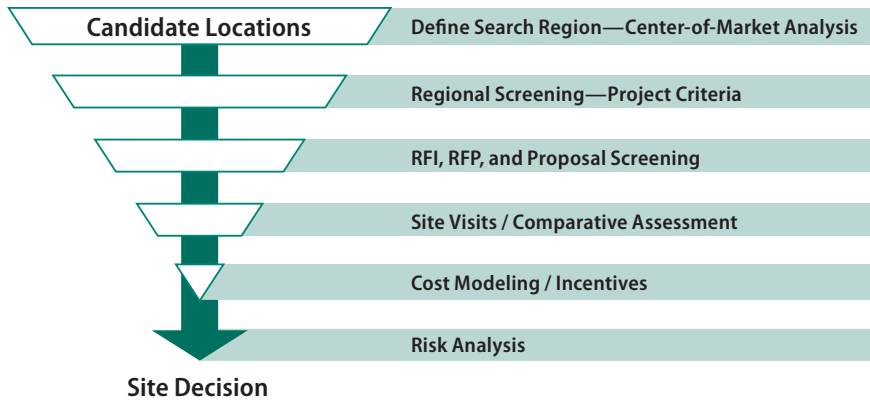 Candidate Locations
Define Search Region—Center-of-Market Analysis
Regional Screening—Project Criteria
RFI, RFP, and Proposal Screening
Site Visits / Comparative Assessment
Cost Modeling / Incentives
Risk Analysis
Site Decision